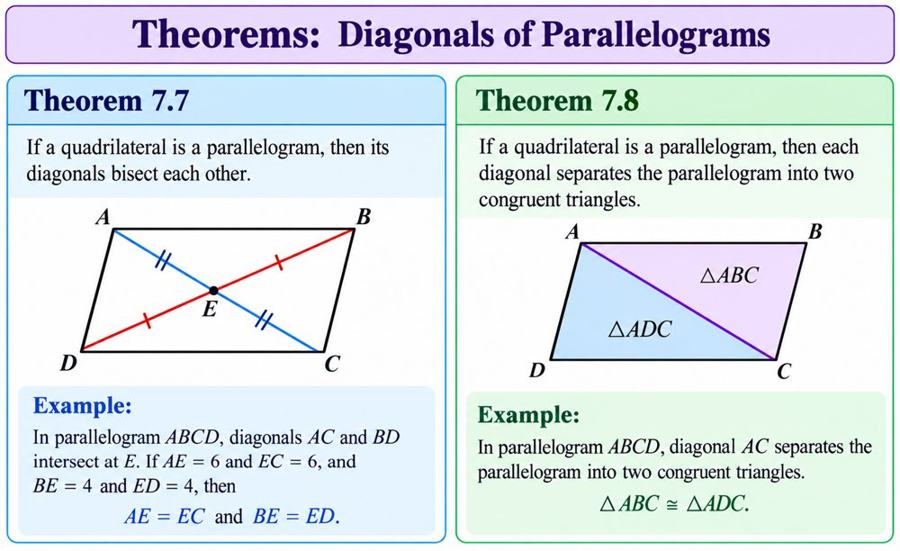 Theorems: Diagonals of Parallelograms
Theorem 7.7
If a quadrilateral is a parallelogram, then its
diagonals bisect each other.
A
B
E
D
C
Example:
In parallelogram ABCD, diagonals AC and BD
intersect at E. If AE = 6 and EC = 6, and
BE = 4 and ED = 4, then
AE = EC and BE = ED.
Theorem 7.8
If a quadrilateral is a parallelogram, then each
diagonal separates the parallelogram into two
congruent triangles.
A
B
△ABC
△ADC
D
C
Example:
In parallelogram ABCD, diagonal AC separates the
parallelogram into two congruent triangles.
△ABC ≅ △ADC.